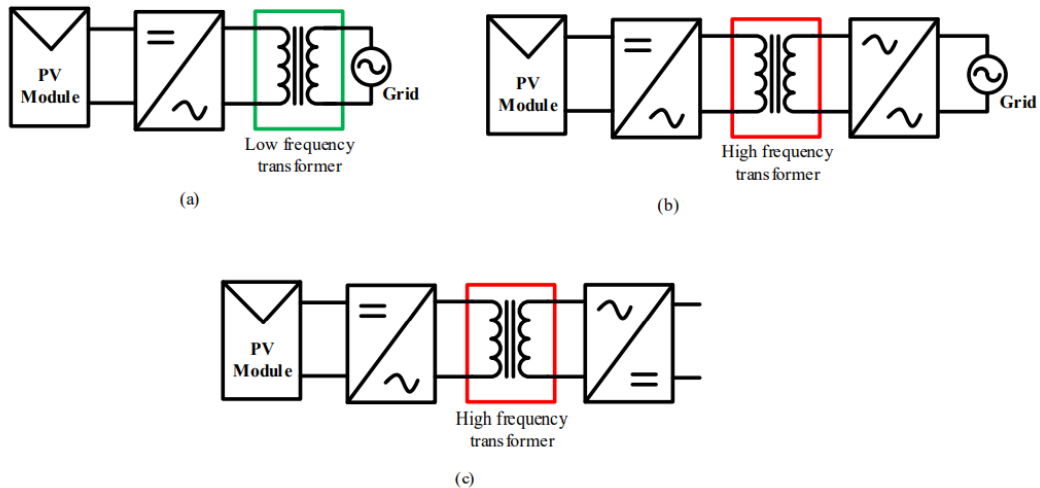 PV
Module
Grid
Low frequency
transformer
(a)
PV
Module
Grid
High frequency
transformer
(b)
PV
Module
High frequency
transformer
(c)